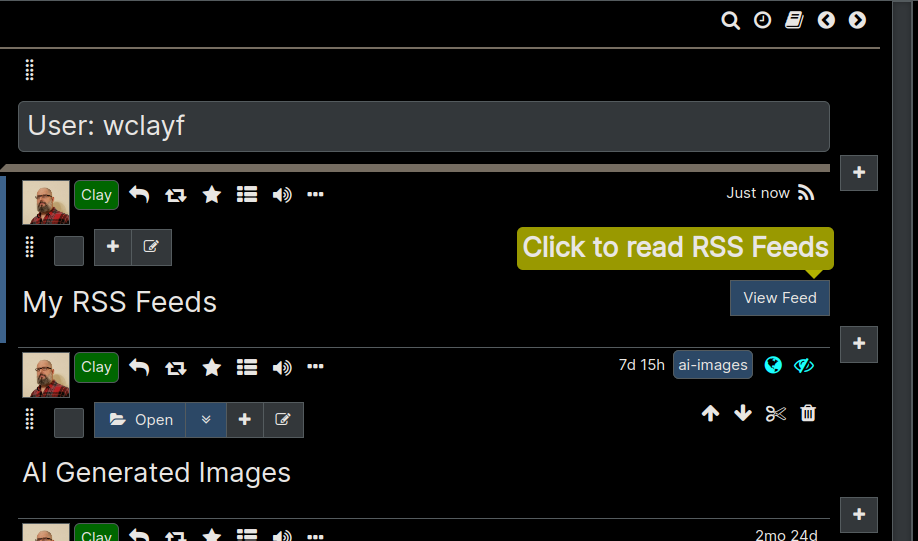 User: wclayf
Clay
Just now
Click to read RSS Feeds
My RSS Feeds
View Feed
Clay
7d 15h
ai-images
Open
AI Generated Images
Clay
2mo 24d